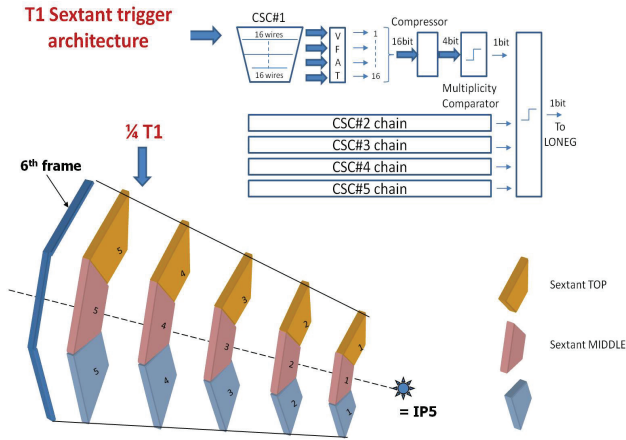 T1 Sextant trigger
architecture
CSC#1
16 wires
16 wires
V
F
A
T
1
16
Compressor
16bit
4bit
1bit
Multiplicity
Comparator
1bit
To
LONEG
CSC#2 chain
CSC#3 chain
CSC#4 chain
CSC#5 chain
¼ T1
6th frame
5
4
3
2
1
5
4
3
2
1
5
4
3
2
1
= IP5
Sextant TOP
Sextant MIDDLE